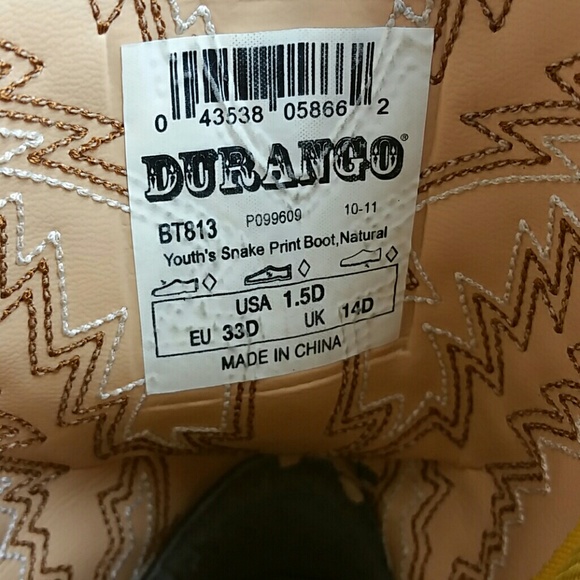 0 43538 05866 2
DURANGO®
BT813 P099609 10-11
Youth's Snake Print Boot, Natural
USA 1.5D
EU 33D UK 14D
MADE IN CHINA